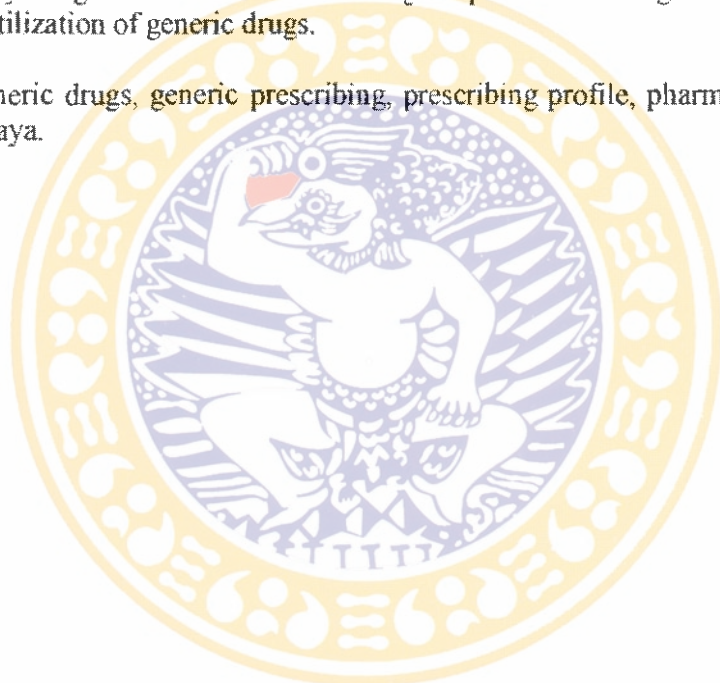 tilization of generic drugs.
neric drugs, generic prescribing, prescribing profile, pharm
aya.